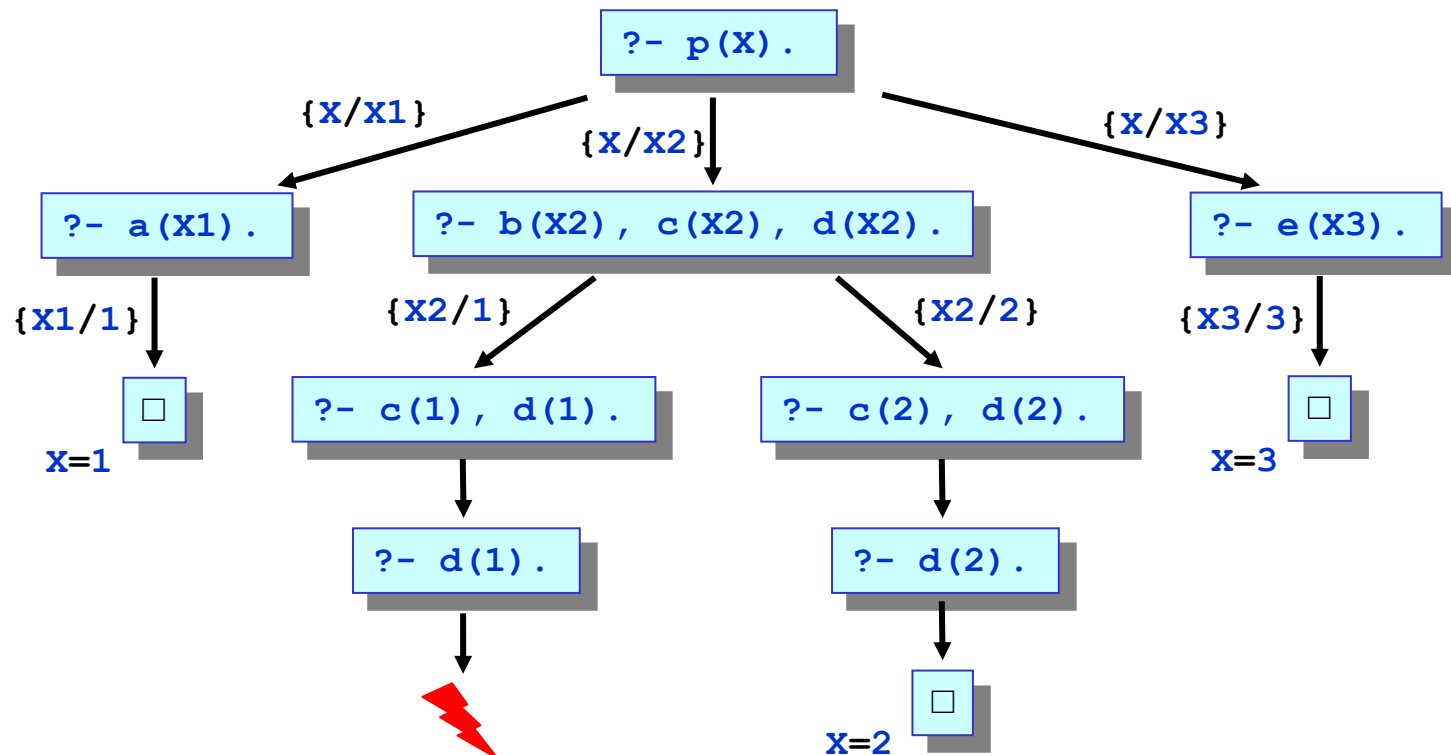 ?- p(X).
{X/X1}
{X/X2}
{X/X3}
?- a(X1).
?- b(X2), c(X2), d(X2).
?- e(X3).
{X1/1}
{X2/1}
{X2/2}
{X3/3}
□
?- c(1), d(1).
?- c(2), d(2).
□
X=1
X=3
?- d(1).
?- d(2).
□
X=2